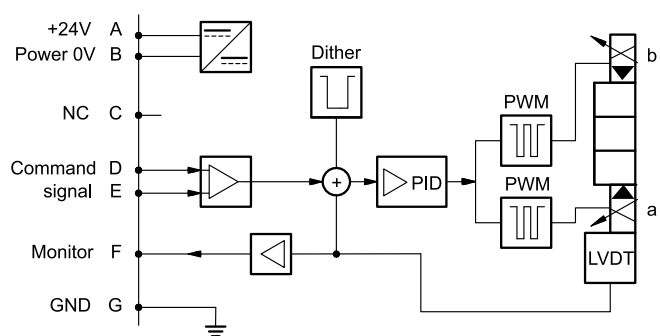 +24V A
Power 0V B
Dither
b
PWM
NC C
Command D
signal E
+
PID
PWM
a
Monitor F
LVDT
GND G